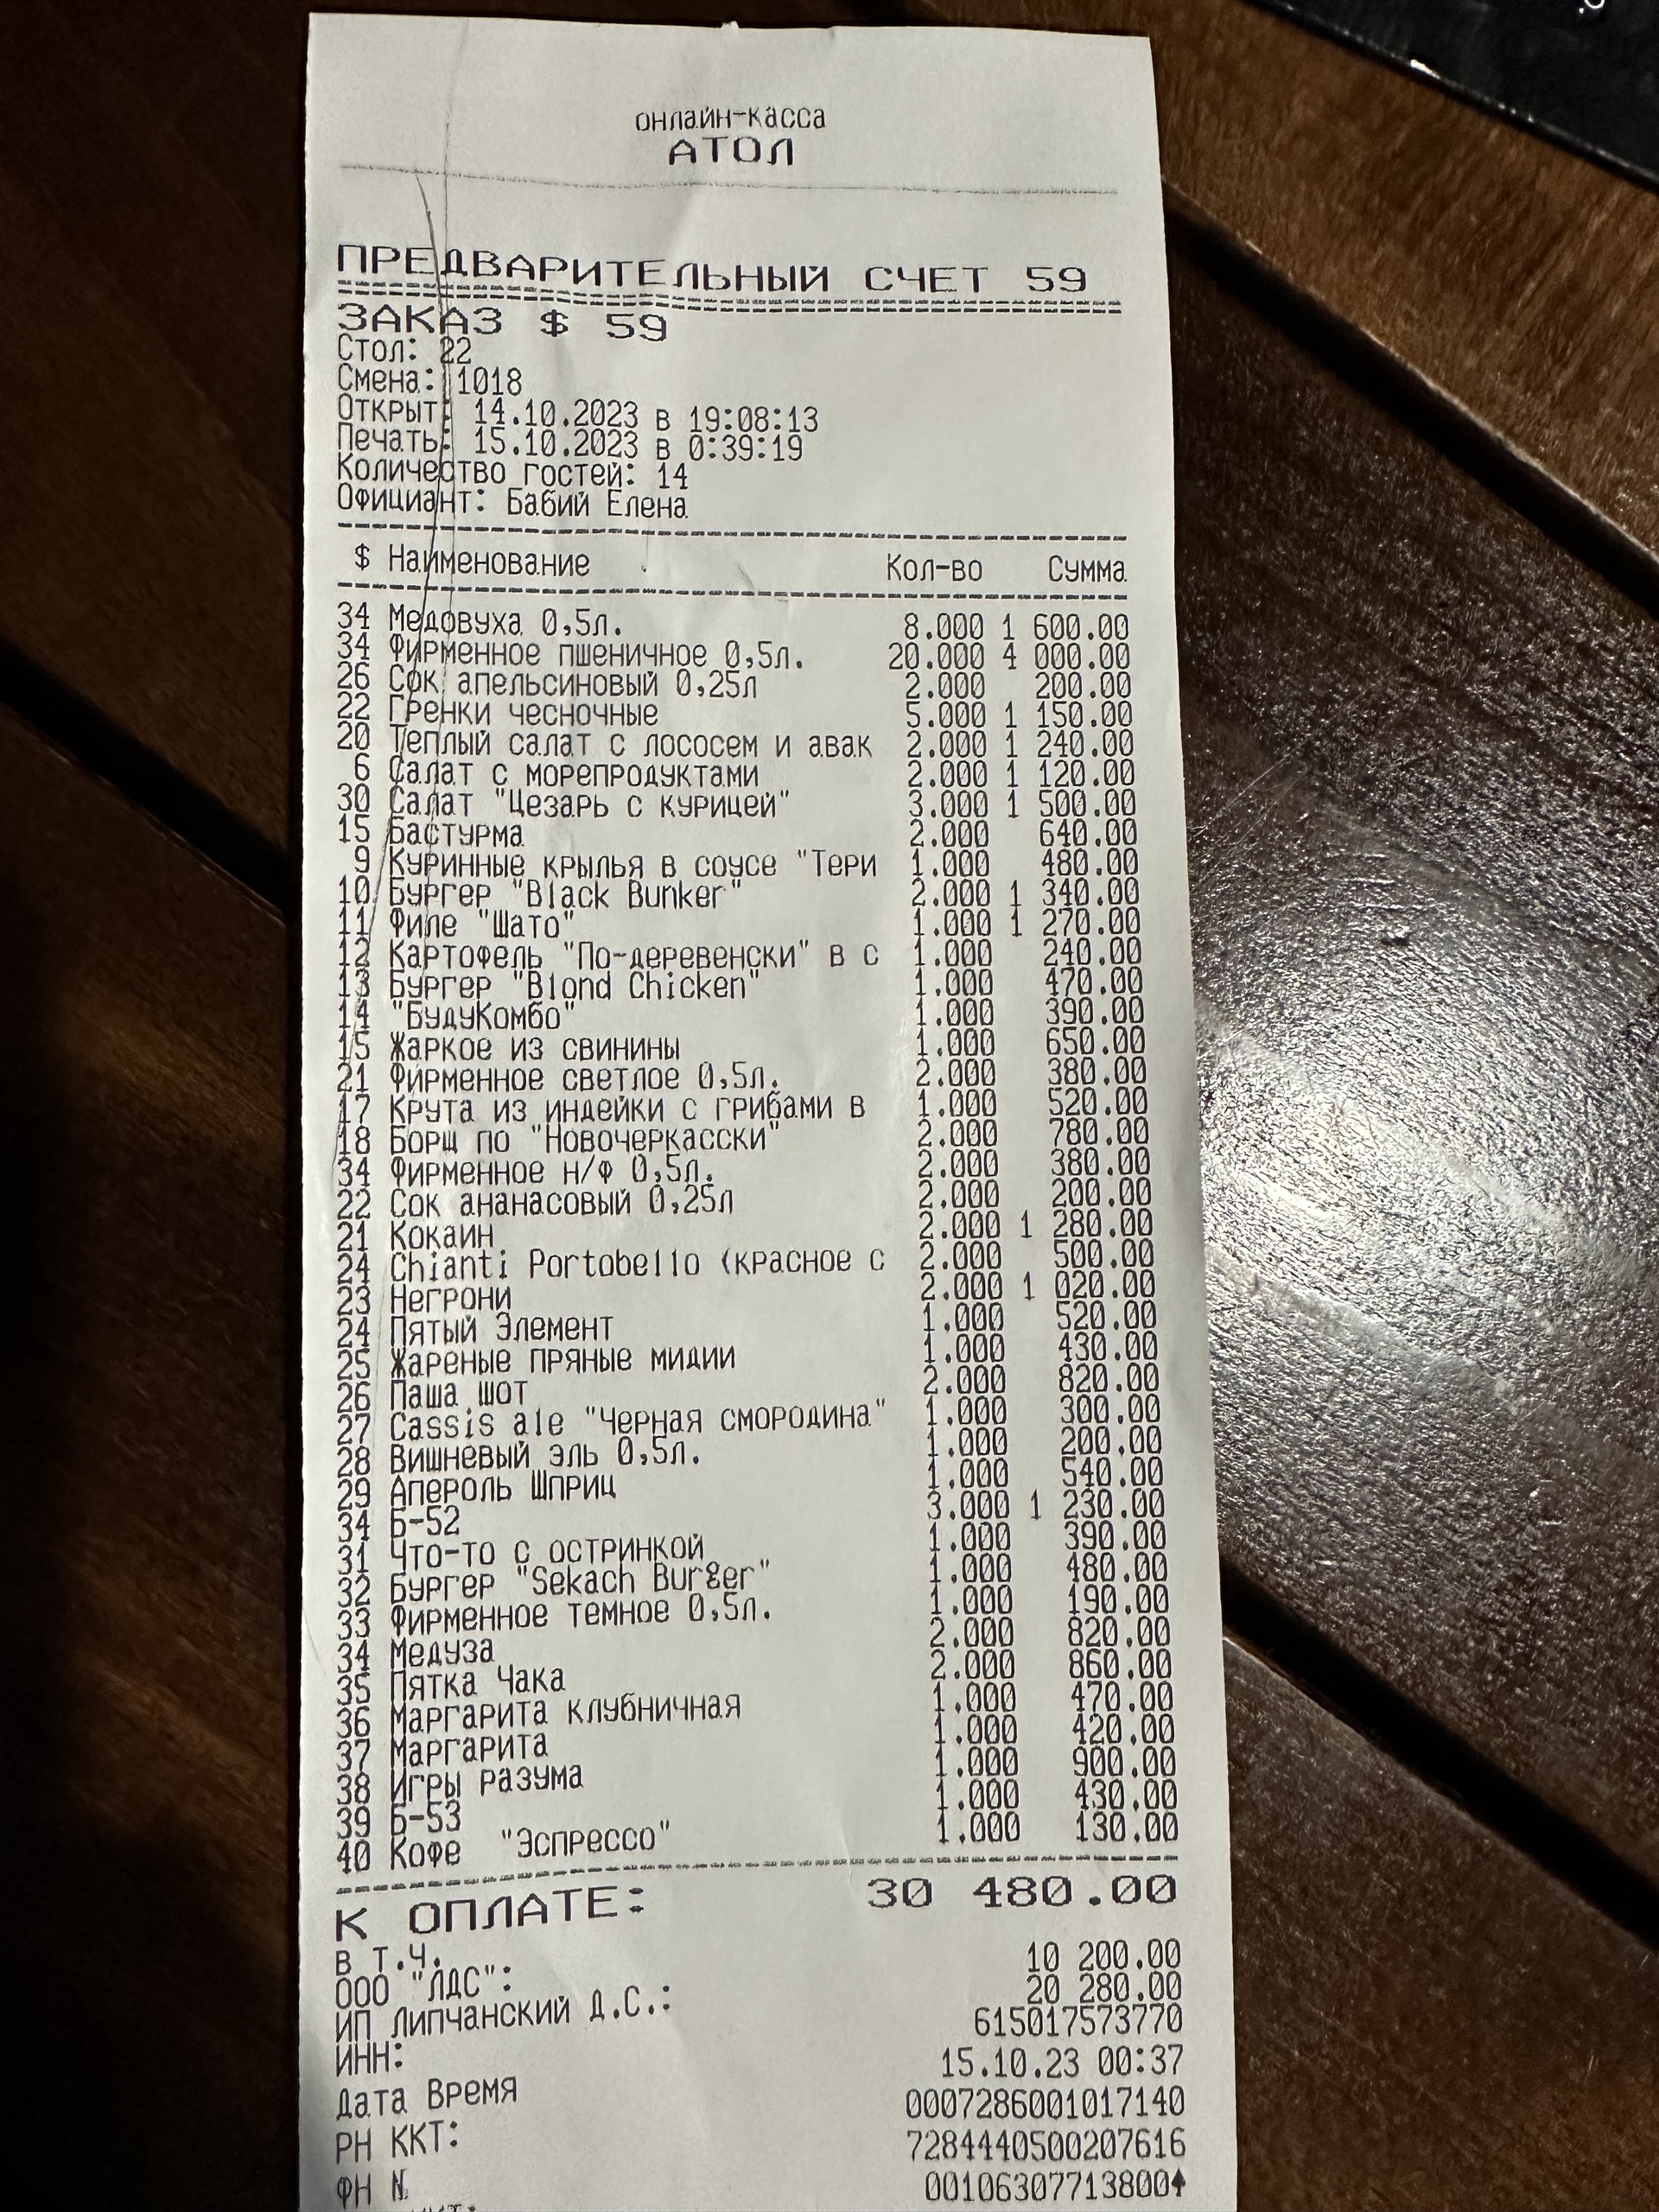 онлайн-касса
АТОЛ
ПРЕДВАРИТЕЛЬНЫЙ СЧЕТ 59
ЗАКАЗ $ 59
Стол: 22
Смена: 1018
Открыт: 14.10.2023 в 19:08:13
Печать: 15.10.2023 в 0:39:19
Количество гостей: 14
Официант: Бабий Елена
$ Наименование Кол-во Сумма
34 Медовуха 0,5л. 8.000 1 600.00
34 Фирменное пшеничное 0,5л. 20.000 4 000.00
26 Сок апельсиновый 0,25л 2.000 200.00
22 Гренки чесночные 5.000 1 150.00
20 Теплый салат с лососем и авак 2.000 1 240.00
6 Салат с морепродуктами 2.000 1 120.00
30 Салат "Цезарь с курицей" 3.000 1 500.00
15 Бастурма 2.000 640.00
9 Куринные крылья в соусе "Тери 1.000 480.00
10 Бургер "Black Bunker" 2.000 1 340.00
11 Филе "Шато" 1.000 1 270.00
12 Картофель "По-деревенски" в с 1.000 240.00
13 Бургер "Blond Chicken" 1.000 470.00
14 "БудуКомбо" 1.000 390.00
15 Жаркое из свинины 1.000 650.00
21 Фирменное светлое 0,5л. 2.000 380.00
17 Крута из индейки с грибами в 1.000 520.00
18 Борщ по "Новочеркасски" 2.000 780.00
34 Фирменное н/ф 0,5л. 2.000 380.00
22 Сок ананасовый 0,25л 2.000 200.00
21 Кокаин 2.000 1 280.00
24 Chianti Portobello (красное с 2.000 500.00
23 Негрони 2.000 1 020.00
24 Пятый Элемент 1.000 520.00
25 Жареные пряные мидии 1.000 430.00
26 Паша шот 2.000 820.00
27 Cassis ale "Черная смородина" 1.000 300.00
28 Вишневый эль 0,5л. 1.000 200.00
29 Апероль Шприц 1.000 540.00
34 Б-52 3.000 1 230.00
31 Что-то с остринкой 1.000 390.00
32 Бургер "Sekach Burger" 1.000 480.00
33 Фирменное темное 0,5л. 1.000 190.00
34 Медуза 2.000 820.00
35 Пятка Чака 2.000 860.00
36 Маргарита клубничная 1.000 470.00
37 Маргарита 1.000 420.00
38 Игры разума 1.000 900.00
39 Б-53 1.000 430.00
40 Кофе "Эспрессо" 1.000 130.00
К ОПЛАТЕ: 30 480.00
в т.ч.
ООО "ЛДС": 10 200.00
ИП Липчанский Д.С.: 20 280.00
ИНН: 615017573770
Дата Время 15.10.23 00:37
РН ККТ: 0007286001017140
ФН № 7284440500207616
001063077138004